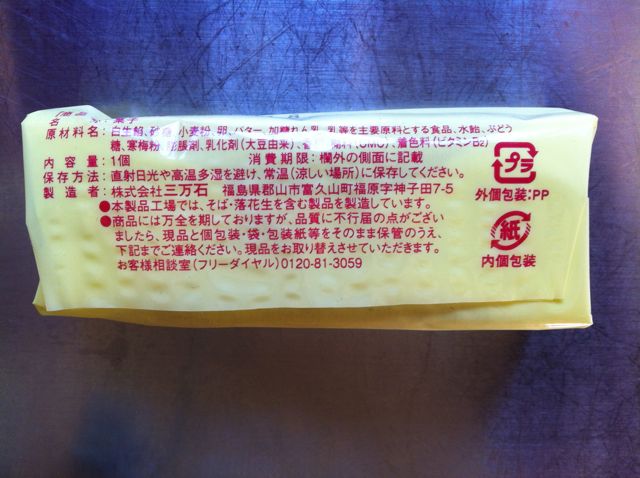 名 菓子
原材料名:白生餡、砂糖、小麦粉、卵、バター、加糖れん乳、乳等を主要原料とする食品、水飴、ぶどう
糖、寒梅粉、膨脹剤、乳化剤(大豆由来)、着色料(ビタミンB2)
内容量:1個 消費期限:欄外の側面に記載
保存方法:直射日光や高温多湿を避け、常温(涼しい場所)に保存してください。
製造者:株式会社三万石 福島県郡山市富久山町福原字神子田7-5
●本製品工場では、そば・落花生を含む製品を製造しています。
●商品には万全を期しておりますが、品質に不行届の点がござい
ましたら、現品と個包装・袋・包装紙等をそのまま保管のうえ、
下記までご連絡ください。現品をお取り替えさせていただきます。
お客様相談室(フリーダイヤル)0120-81-3059
プラ
外個包装:PP
紙
内個包装